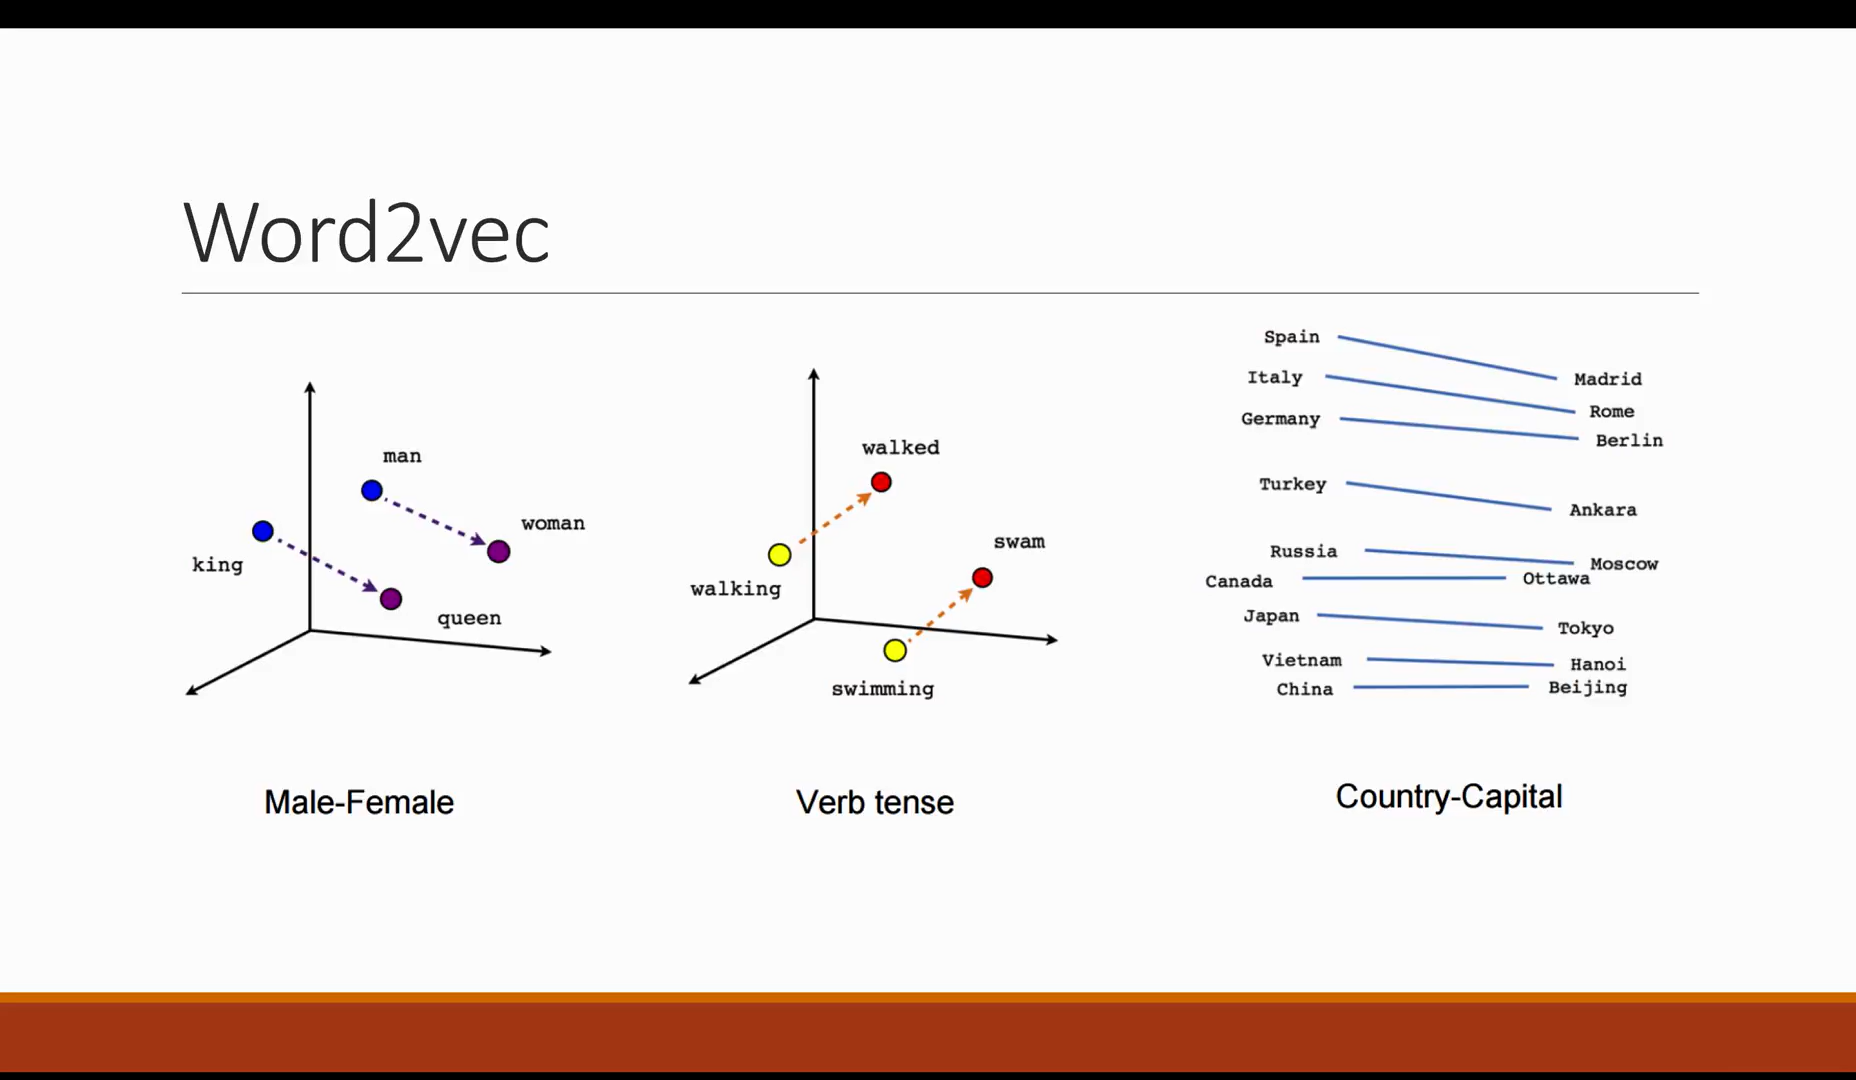 Word2vec
man
woman
king
queen
Male-Female
walked
walking
swam
swimming
Verb tense
Spain Madrid
Italy Rome
Germany Berlin
Turkey Ankara
Russia Moscow
Canada Ottawa
Japan Tokyo
Vietnam Hanoi
China Beijing
Country-Capital